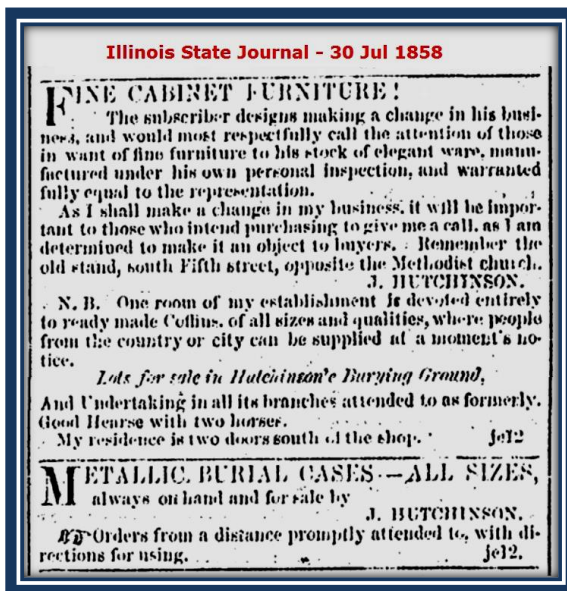 Illinois State Journal - 30 Jul 1858
FINE CABINET FURNITURE!
The subscriber designs making a change in his busi-
ness, and would most respectfully call the attention of those
in want of fine furniture to his stock of elegant ware, manu-
factured under his own personal inspection, and warranted
fully equal to the representation.
As I shall make a change in my business, it will be impor-
tant to those who intend purchasing to give me a call, as I am
determined to make it an object to buyers. Remember the
old stand, south Fifth street, opposite the Methodist church.
J. HUTCHINSON.
N. B. One room of my establishment is devoted entirely
to ready made Coffins, of all sizes and qualities, where people
from the country or city can be supplied at a moment's no-
tice.
Lots for sale in Hutchinson's Burying Ground,
And Undertaking in all its branches attended to as formerly.
Good Hearse with two horses.
My residence is two doors south of the shop. je12
METALLIC BURIAL CASES—ALL SIZES,
always on hand and for sale by
J. HUTCHINSON.
Orders from a distance promptly attended to, with di-
rections for using. je12.